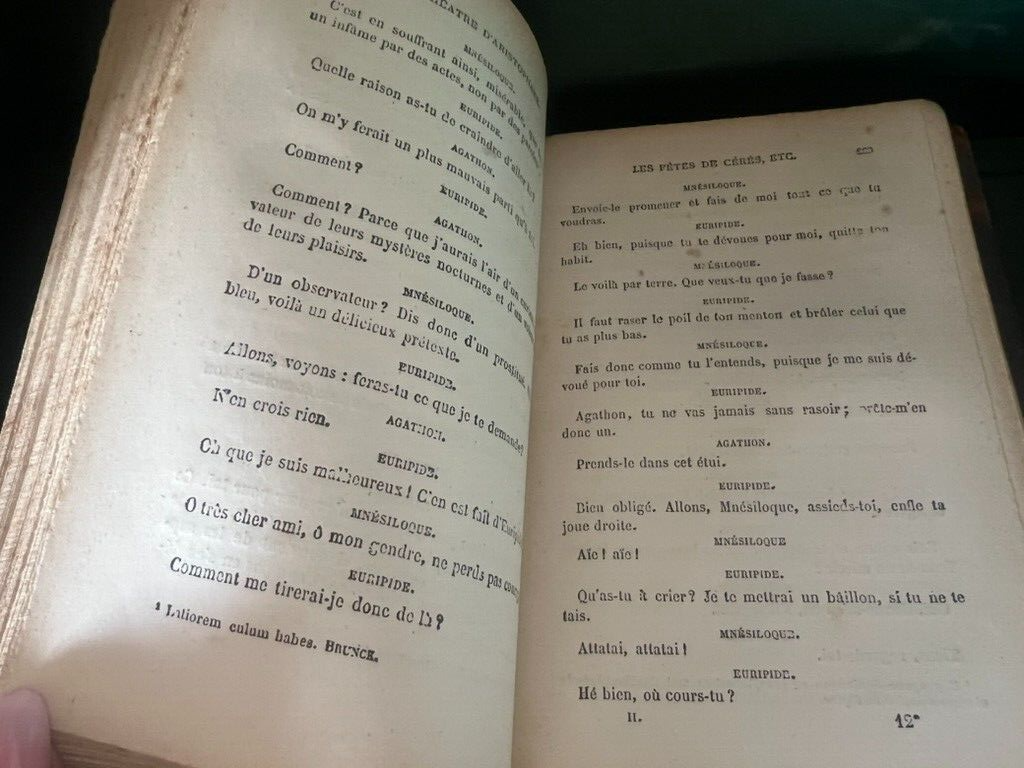 THÉATRE D'ARISTOPHANE.
C'est en souffrant ainsi, misérable, que
MNÉSILOQUE.
un infâme par des actes, non par des paroles
EURIPIDE.
Quelle raison as-tu de craindre d'aller là?
AGATHON.
On m'y ferait un plus mauvais parti qu'à
EURIPIDE.
Comment?
AGATHON.
Comment? Parce que j'aurais l'air d'un
vateur de leurs mystères nocturnes et d'un
de leurs plaisirs.
MNÉSILOQUE.
D'un observateur? Dis donc d'un prostitué,
bleu, voilà un délicieux prétexte.
EURIPIDE.
Allons, voyons : feras-tu ce que je te demande?
AGATHON.
N'en crois rien.
EURIPIDE.
Oh que je suis malheureux! C'en est fait d'Euripide
MNÉSILOQUE.
O très cher ami, ô mon gendre, ne perds pas
EURIPIDE.
Comment me tirerai-je donc de là?
¹ Latiorem culum habes. BRUNCK.
LES FÊTES DE CÉRÈS, ETC.
MNÉSILOQUE.
Envoie-le promener et fais de moi tout ce que tu
voudras.
EURIPIDE.
Eh bien, puisque tu te dévoues pour moi, quitte ton
habit.
MNÉSILOQUE.
Le voilà par terre. Que veux-tu que je fasse?
EURIPIDE.
Il faut raser le poil de ton menton et brûler celui que
tu as plus bas.
MNÉSILOQUE.
Fais donc comme tu l'entends, puisque je me suis dé-
voué pour toi.
EURIPIDE.
Agathon, tu ne vas jamais sans rasoir; prête-m'en
donc un.
AGATHON.
Prends-le dans cet étui.
EURIPIDE.
Bien obligé. Allons, Mnésiloque, assieds-toi, enfle ta
joue droite.
MNÉSILOQUE
Aïe! aïe!
EURIPIDE.
Qu'as-tu à crier? Je te mettrai un bâillon, si tu ne te
tais.
MNÉSILOQUE.
Attatai, attatai!
EURIPIDE.
Hé bien, où cours-tu?
II. 12*